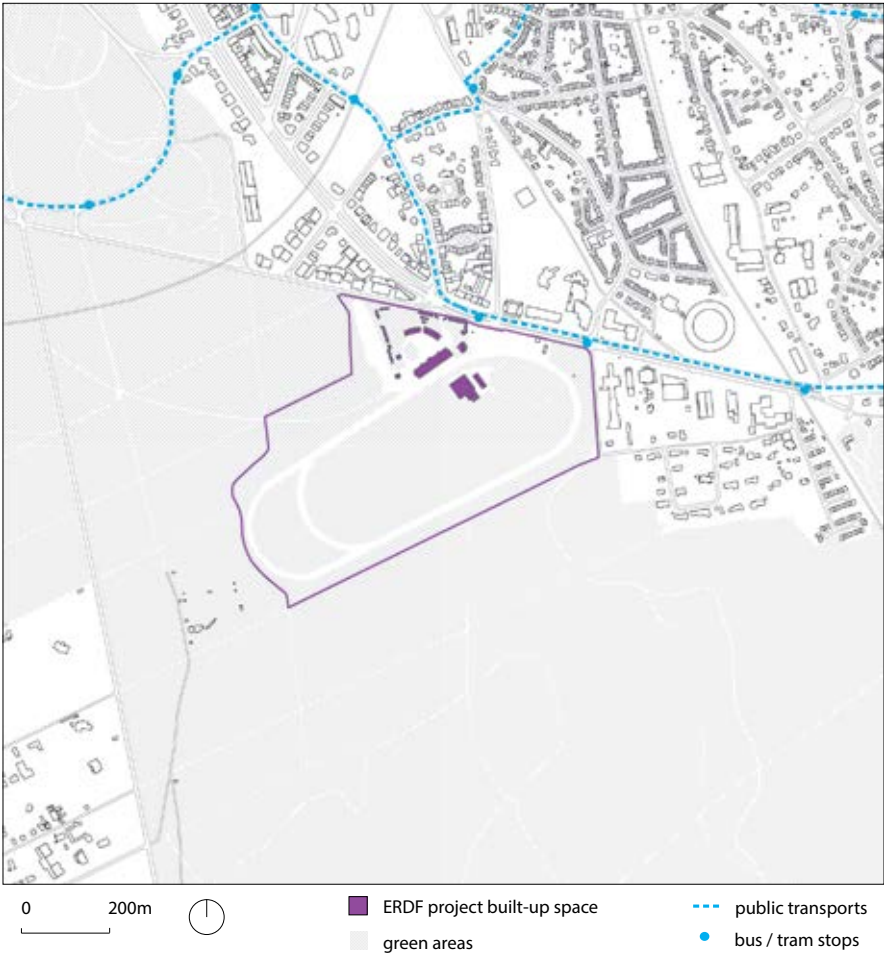 0 200m
ERDF project built-up space
green areas
public transports
bus / tram stops